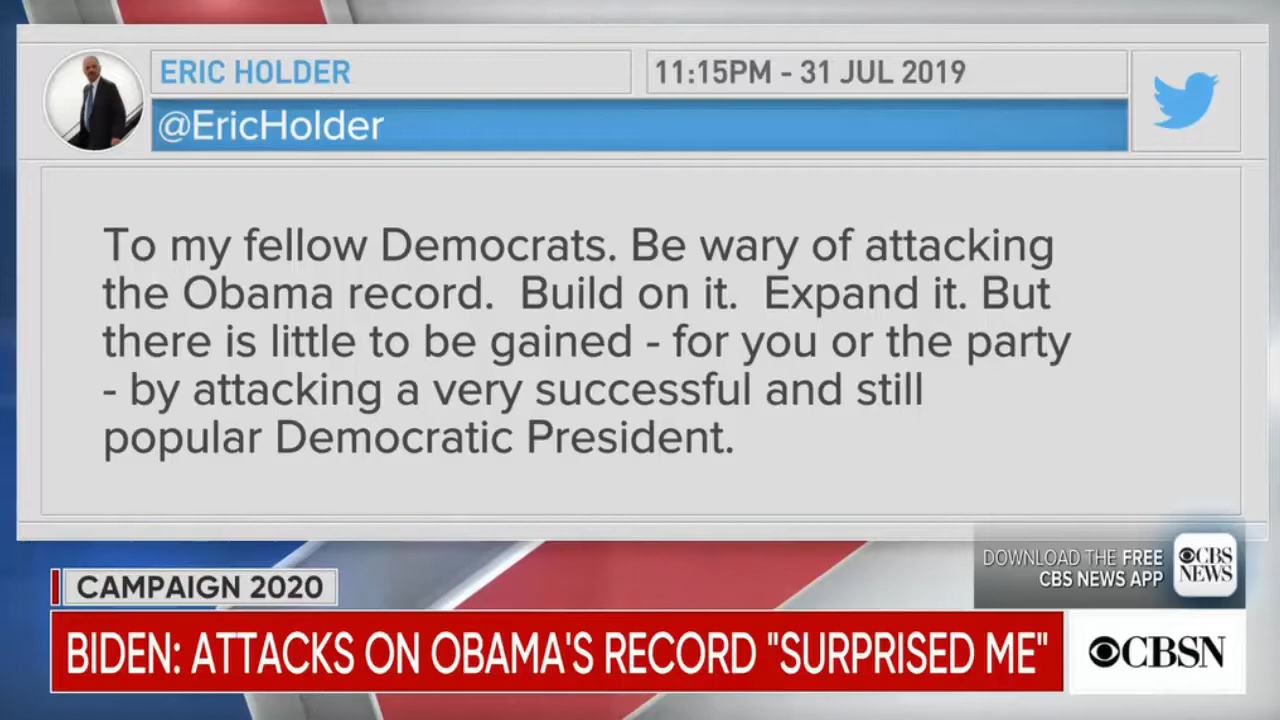 ERIC HOLDER
11:15PM - 31 JUL 2019
@EricHolder
To my fellow Democrats. Be wary of attacking
the Obama record.  Build on it.  Expand it. But
there is little to be gained - for you or the party
- by attacking a very successful and still
popular Democratic President.
DOWNLOAD THE FREE
CBS NEWS APP
CBS
NEWS
CAMPAIGN 2020
BIDEN: ATTACKS ON OBAMA'S RECORD "SURPRISED ME"
CBSN